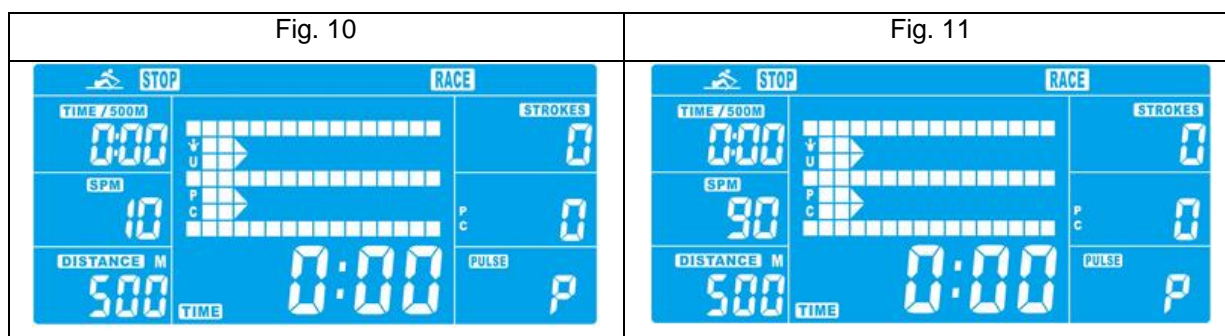 Fig. 10
STOP RACE
TIME / 500M STROKES
0:00 0
U
SPM
10 P C P C 0
DISTANCE M PULSE
500 TIME 0:00 P
Fig. 11
STOP RACE
TIME / 500M STROKES
0:00 0
U
SPM
90 P C P C 0
DISTANCE M PULSE
500 TIME 0:00 P